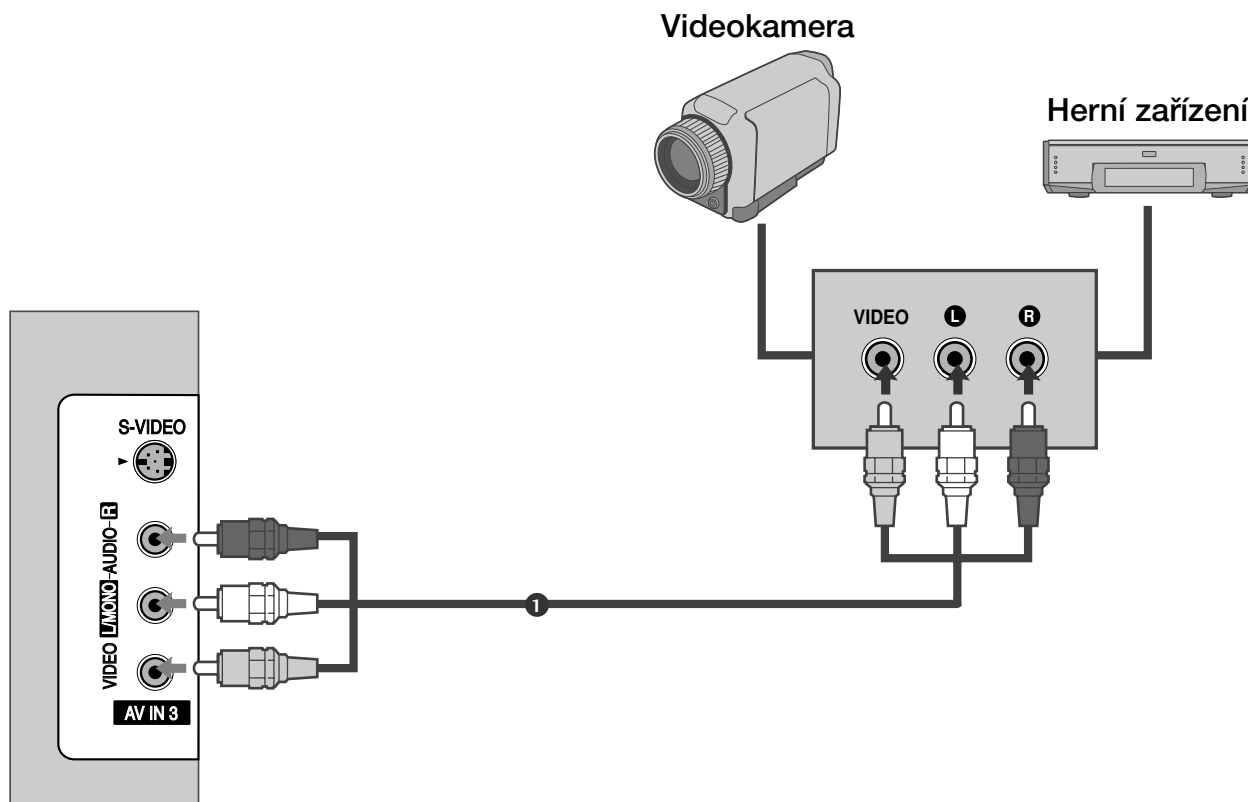 Videokamera
Herní zařízení
VIDEO L R
S-VIDEO
VIDEO L/MONO-AUDIO-R
1
AV IN 3